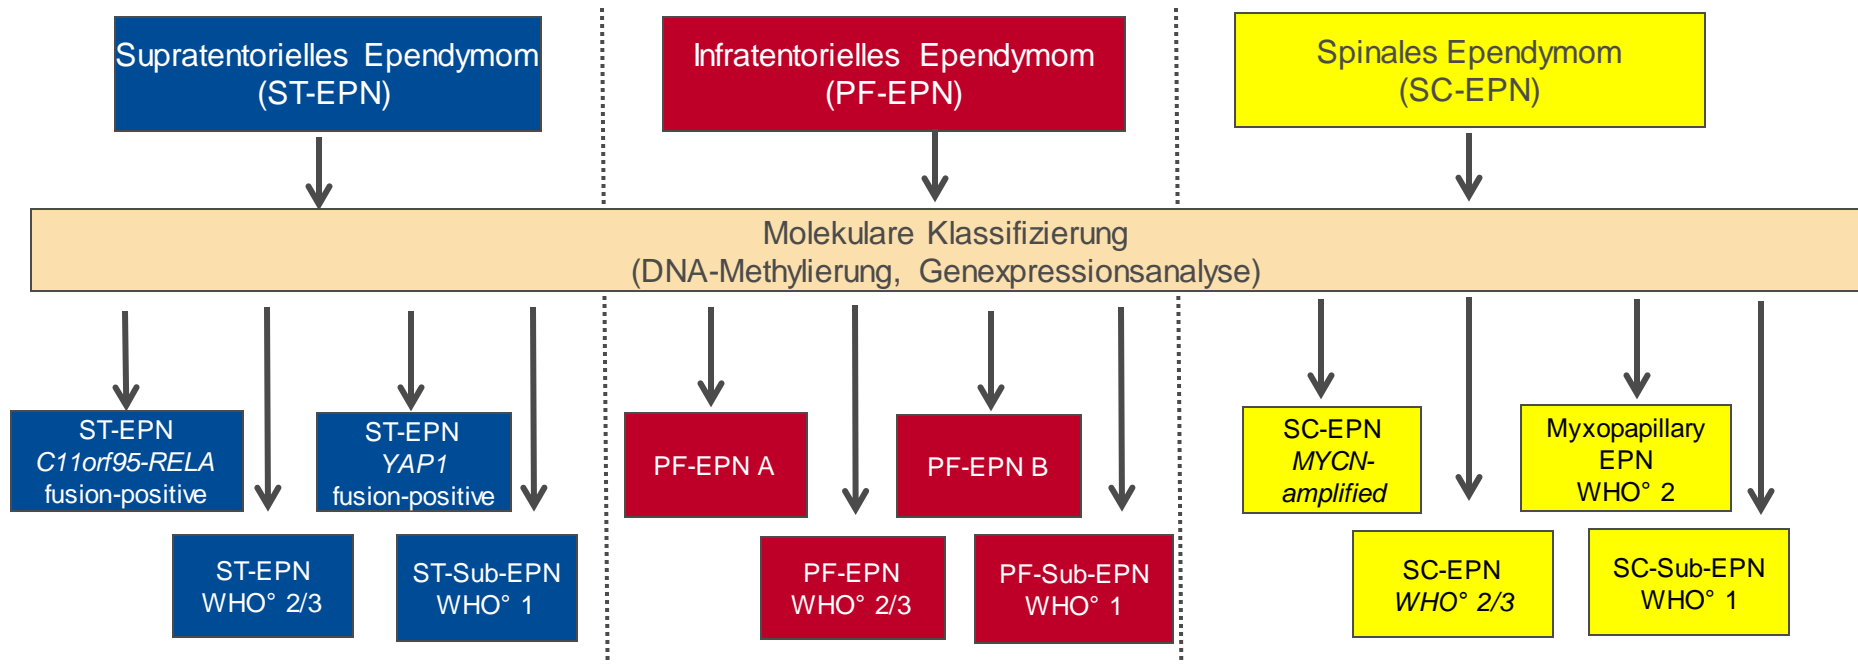 Supratentorielles Ependymom
(ST-EPN)
Infratentorielles Ependymom
(PF-EPN)
Spinales Ependymom
(SC-EPN)
Molekulare Klassifizierung
(DNA-Methylierung, Genexpressionsanalyse)
ST-EPN
C11orf95-RELA
fusion-positive
ST-EPN
YAP1
fusion-positive
PF-EPN A
PF-EPN B
SC-EPN
MYCN-
amplified
Myxopapillary
EPN
WHO° 2
ST-EPN
WHO° 2/3
ST-Sub-EPN
WHO° 1
PF-EPN
WHO° 2/3
PF-Sub-EPN
WHO° 1
SC-EPN
WHO° 2/3
SC-Sub-EPN
WHO° 1